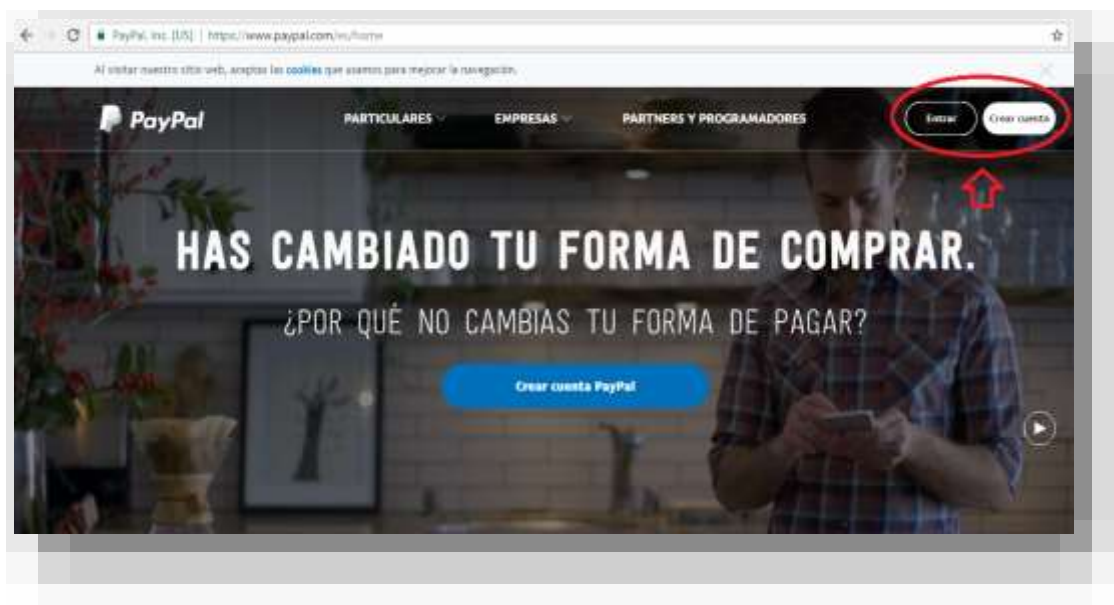 PayPal, Inc. [US] | https://www.paypal.com/es/home
Al visitar nuestro sitio web, aceptas las cookies que usamos para mejorar la navegación.
PayPal
PARTICULARES
EMPRESAS
PARTNERS Y PROGRAMADORES
Entrar
Crear cuenta
HAS CAMBIADO TU FORMA DE COMPRAR.
¿POR QUÉ NO CAMBIAS TU FORMA DE PAGAR?
Crear cuenta PayPal